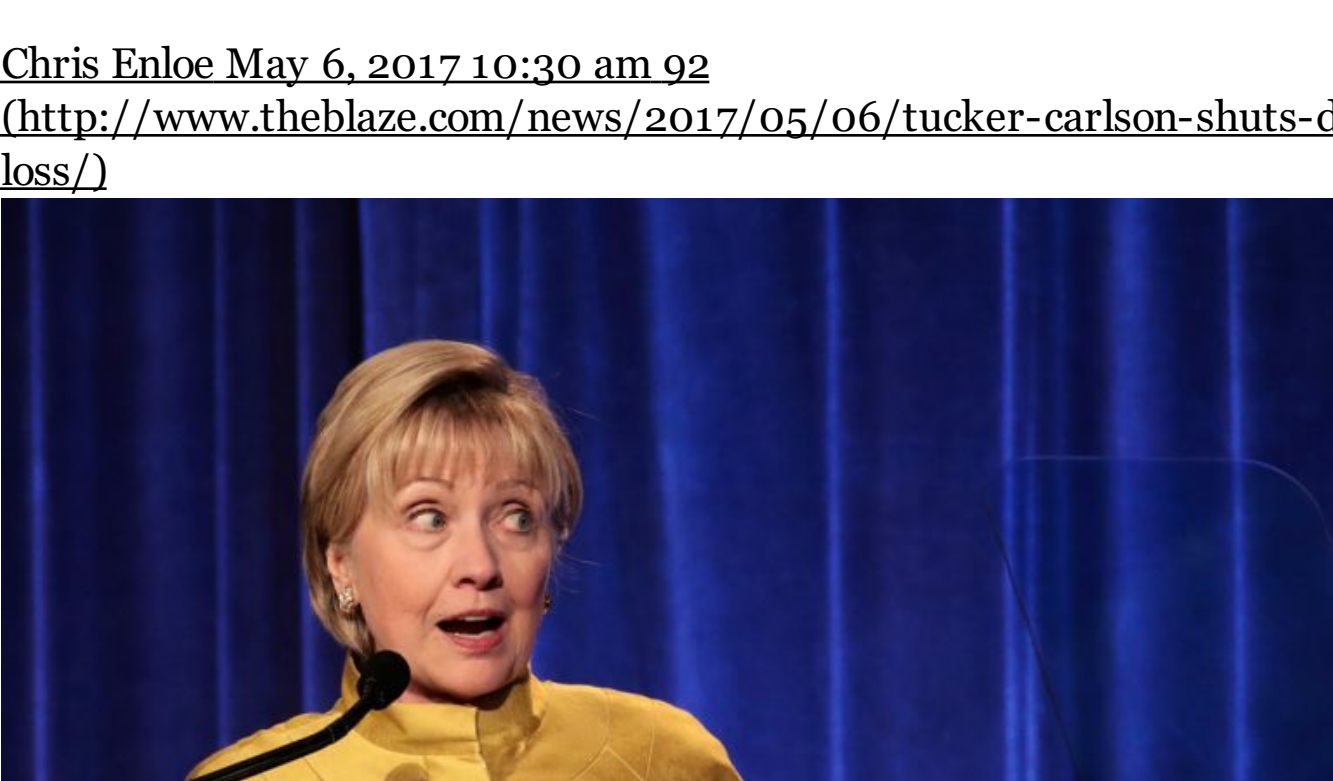 Chris Enloe May 6, 2017 10:30 am 92
(http://www.theblaze.com/news/2017/05/06/tucker-carlson-shuts-d
loss/)